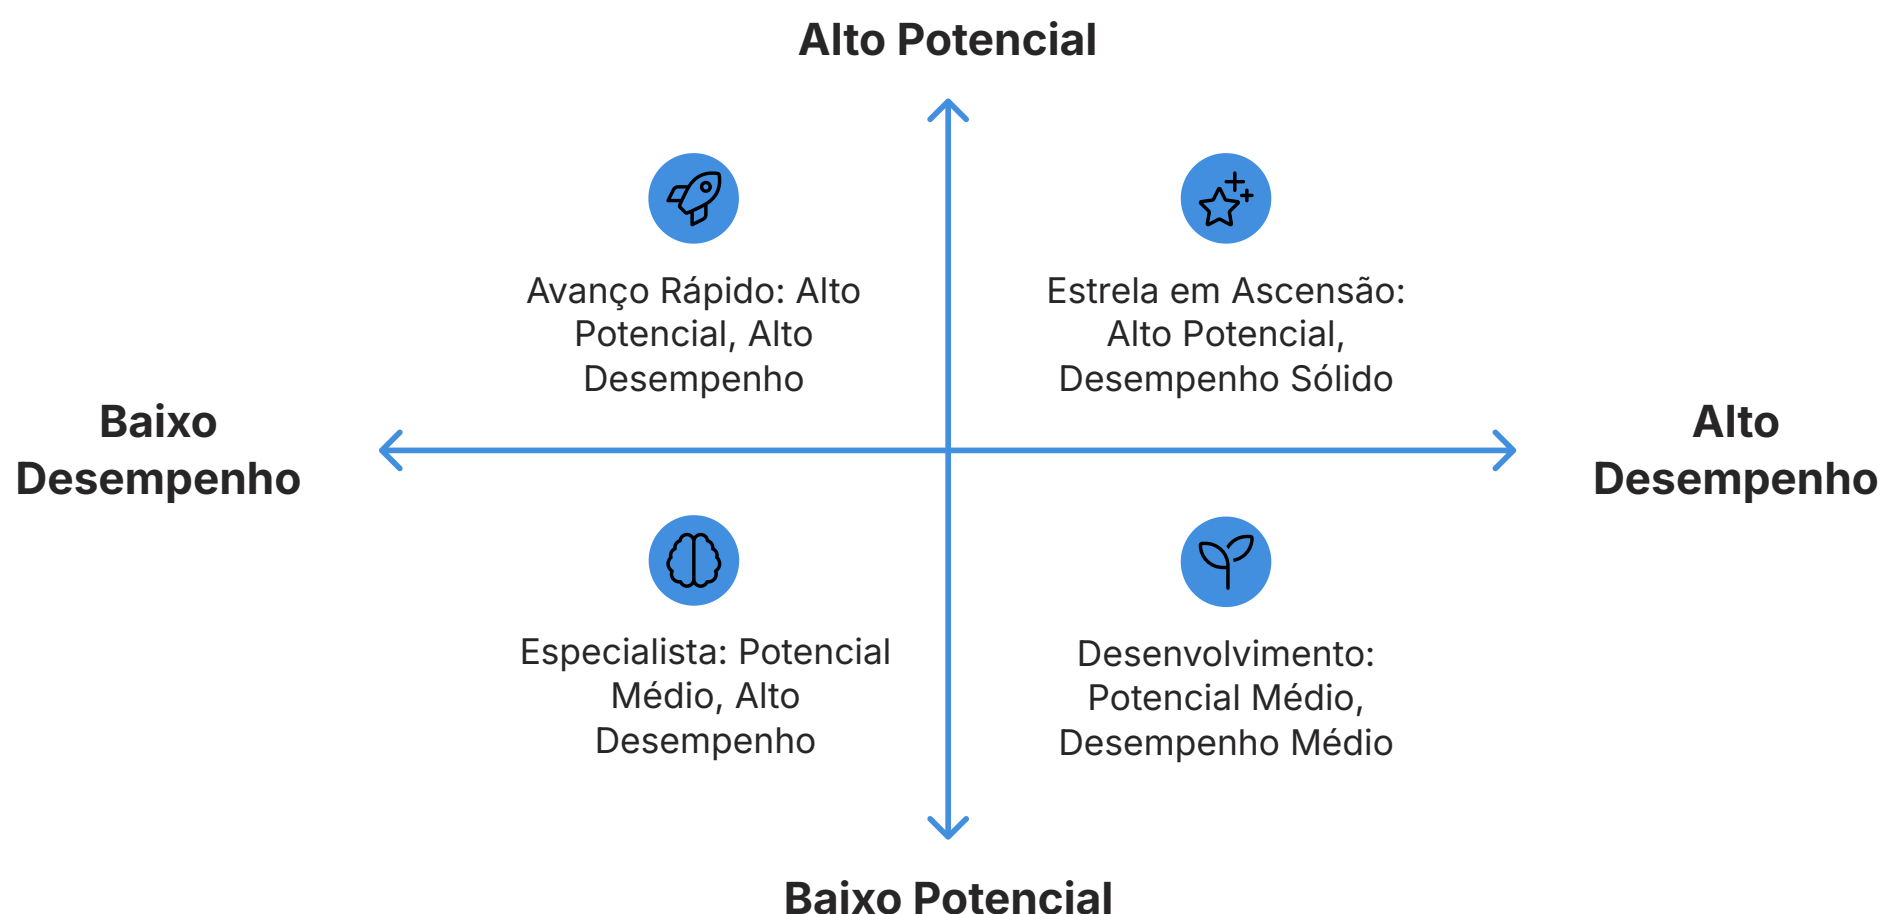 Alto Potencial
Avanço Rápido: Alto
Potencial, Alto
Desempenho
Estrela em Ascensão:
Alto Potencial,
Desempenho Sólido
Baixo
Desempenho
Alto
Desempenho
Especialista: Potencial
Médio, Alto
Desempenho
Desenvolvimento:
Potencial Médio,
Desempenho Médio
Baixo Potencial